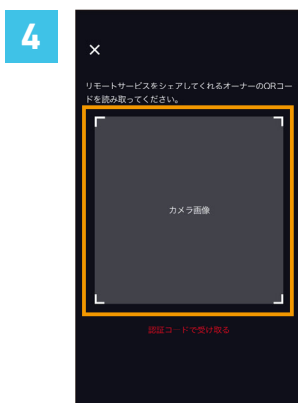 4
×
リモートサービスをシェアしてくれるオーナーのQRコー
ドを読み取ってください。
カメラ画像
認証コードで受け取る